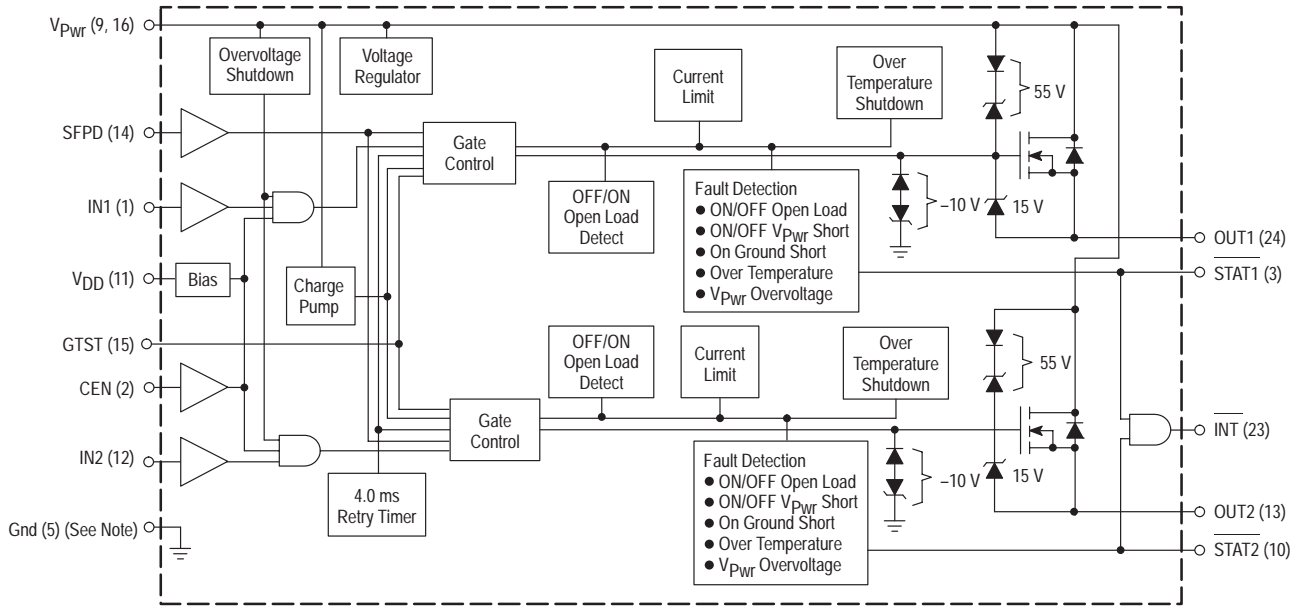 VPwr (9, 16)
Overvoltage
Shutdown
Voltage
Regulator
Current
Limit
Over
Temperature
Shutdown
55 V
SFPD (14)
Gate
Control
IN1 (1)
OFF/ON
Open Load
Detect
Fault Detection
● ON/OFF Open Load
● ON/OFF VPwr Short
● On Ground Short
● Over Temperature
● VPwr Overvoltage
–10 V
15 V
OUT1 (24)
STAT1 (3)
VDD (11)
Bias
Charge
Pump
GTST (15)
OFF/ON
Open Load
Detect
Current
Limit
Over
Temperature
Shutdown
55 V
CEN (2)
Gate
Control
INT (23)
IN2 (12)
4.0 ms
Retry Timer
Fault Detection
● ON/OFF Open Load
● ON/OFF VPwr Short
● On Ground Short
● Over Temperature
● VPwr Overvoltage
–10 V
15 V
Gnd (5) (See Note)
OUT2 (13)
STAT2 (10)